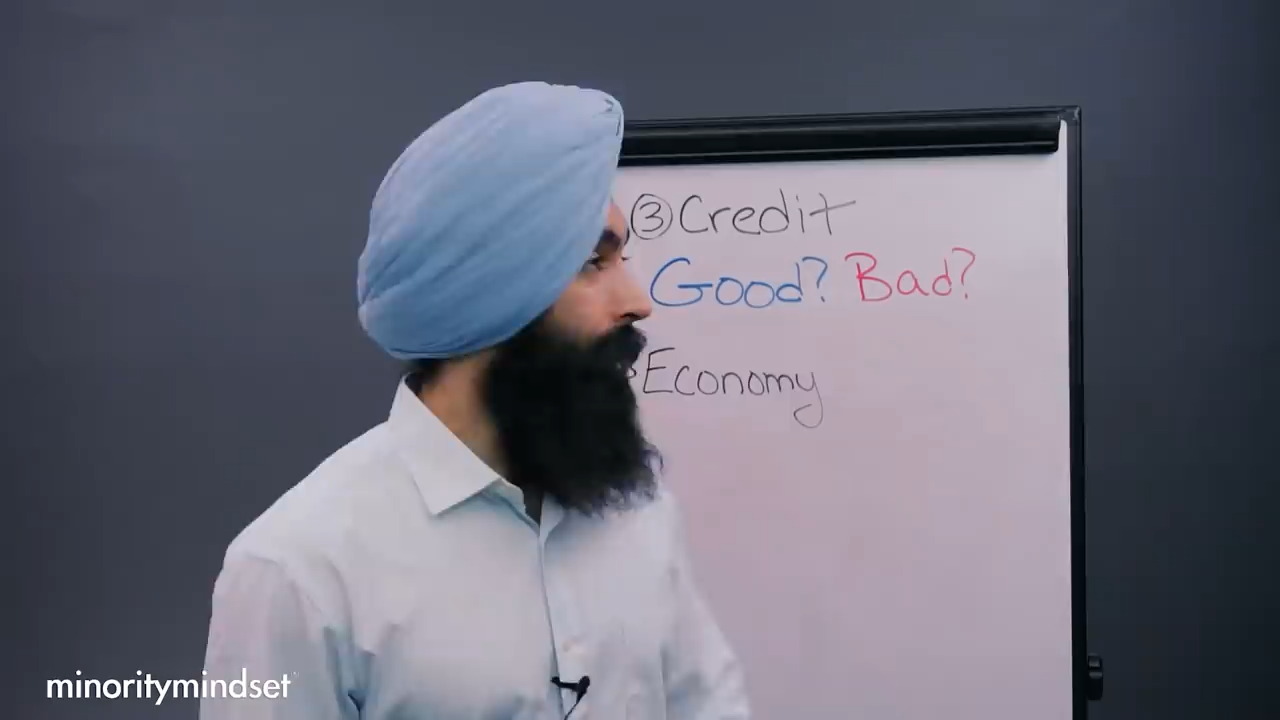 ③Credit
Good? Bad?
Economy
minoritymindset